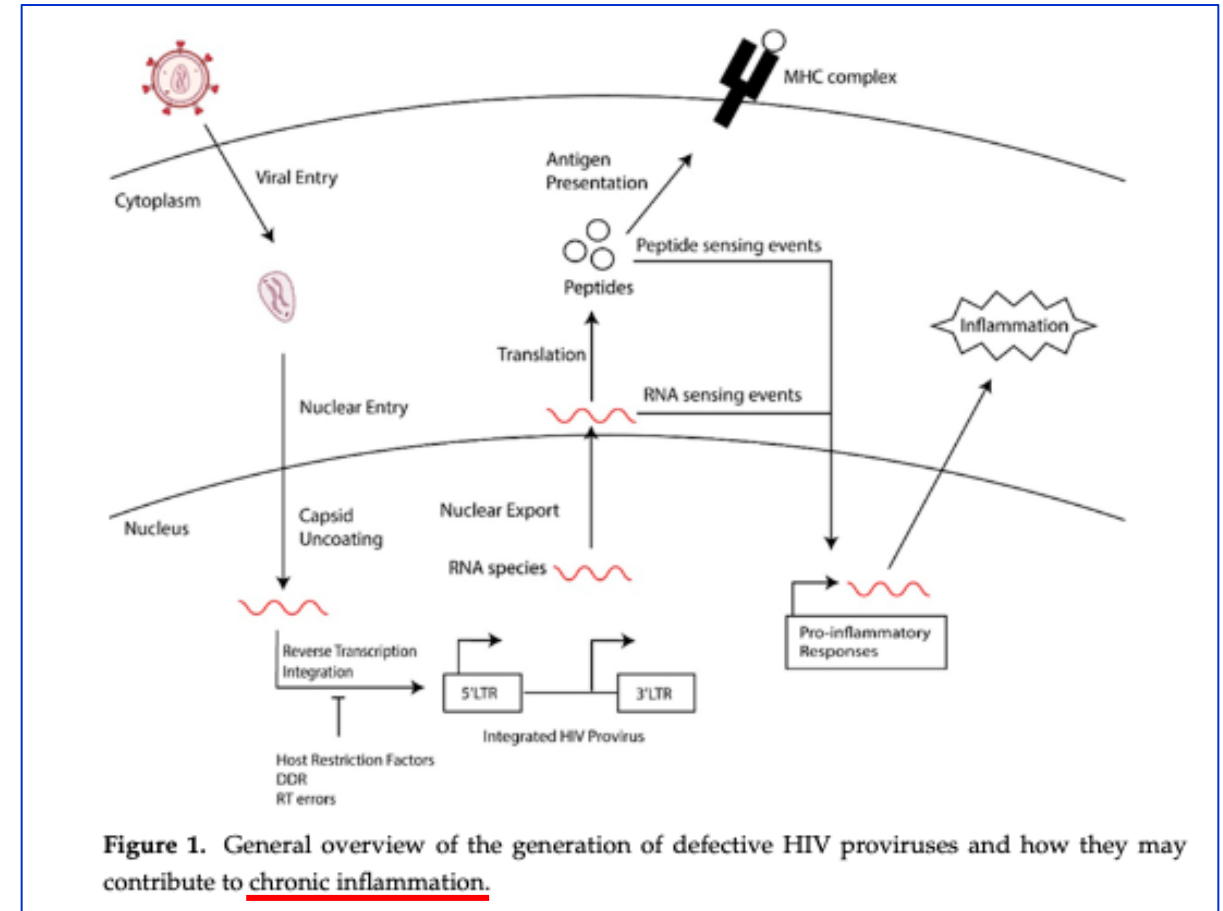 MHC complex
Viral Entry
Antigen
Presentation
Cytoplasm
Peptide sensing events
Peptides
Inflammation
Translation
RNA sensing events
Nuclear Entry
Nucleus
Capsid
Uncoating
Nuclear Export
RNA species
Reverse Transcription
Integration
5'LTR
3'LTR
Pro-inflammatory
Responses
Integrated HIV Provirus
Host Restriction Factors
DDR
RT errors
Figure 1. General overview of the generation of defective HIV proviruses and how they may
contribute to chronic inflammation.